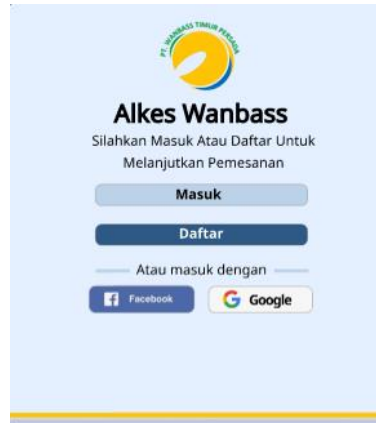 PT. WANBASS TIMUR PERSADA
Alkes Wanbass
Silahkan Masuk Atau Daftar Untuk
Melanjutkan Pemesanan
Masuk
Daftar
Atau masuk dengan
Facebook
Google